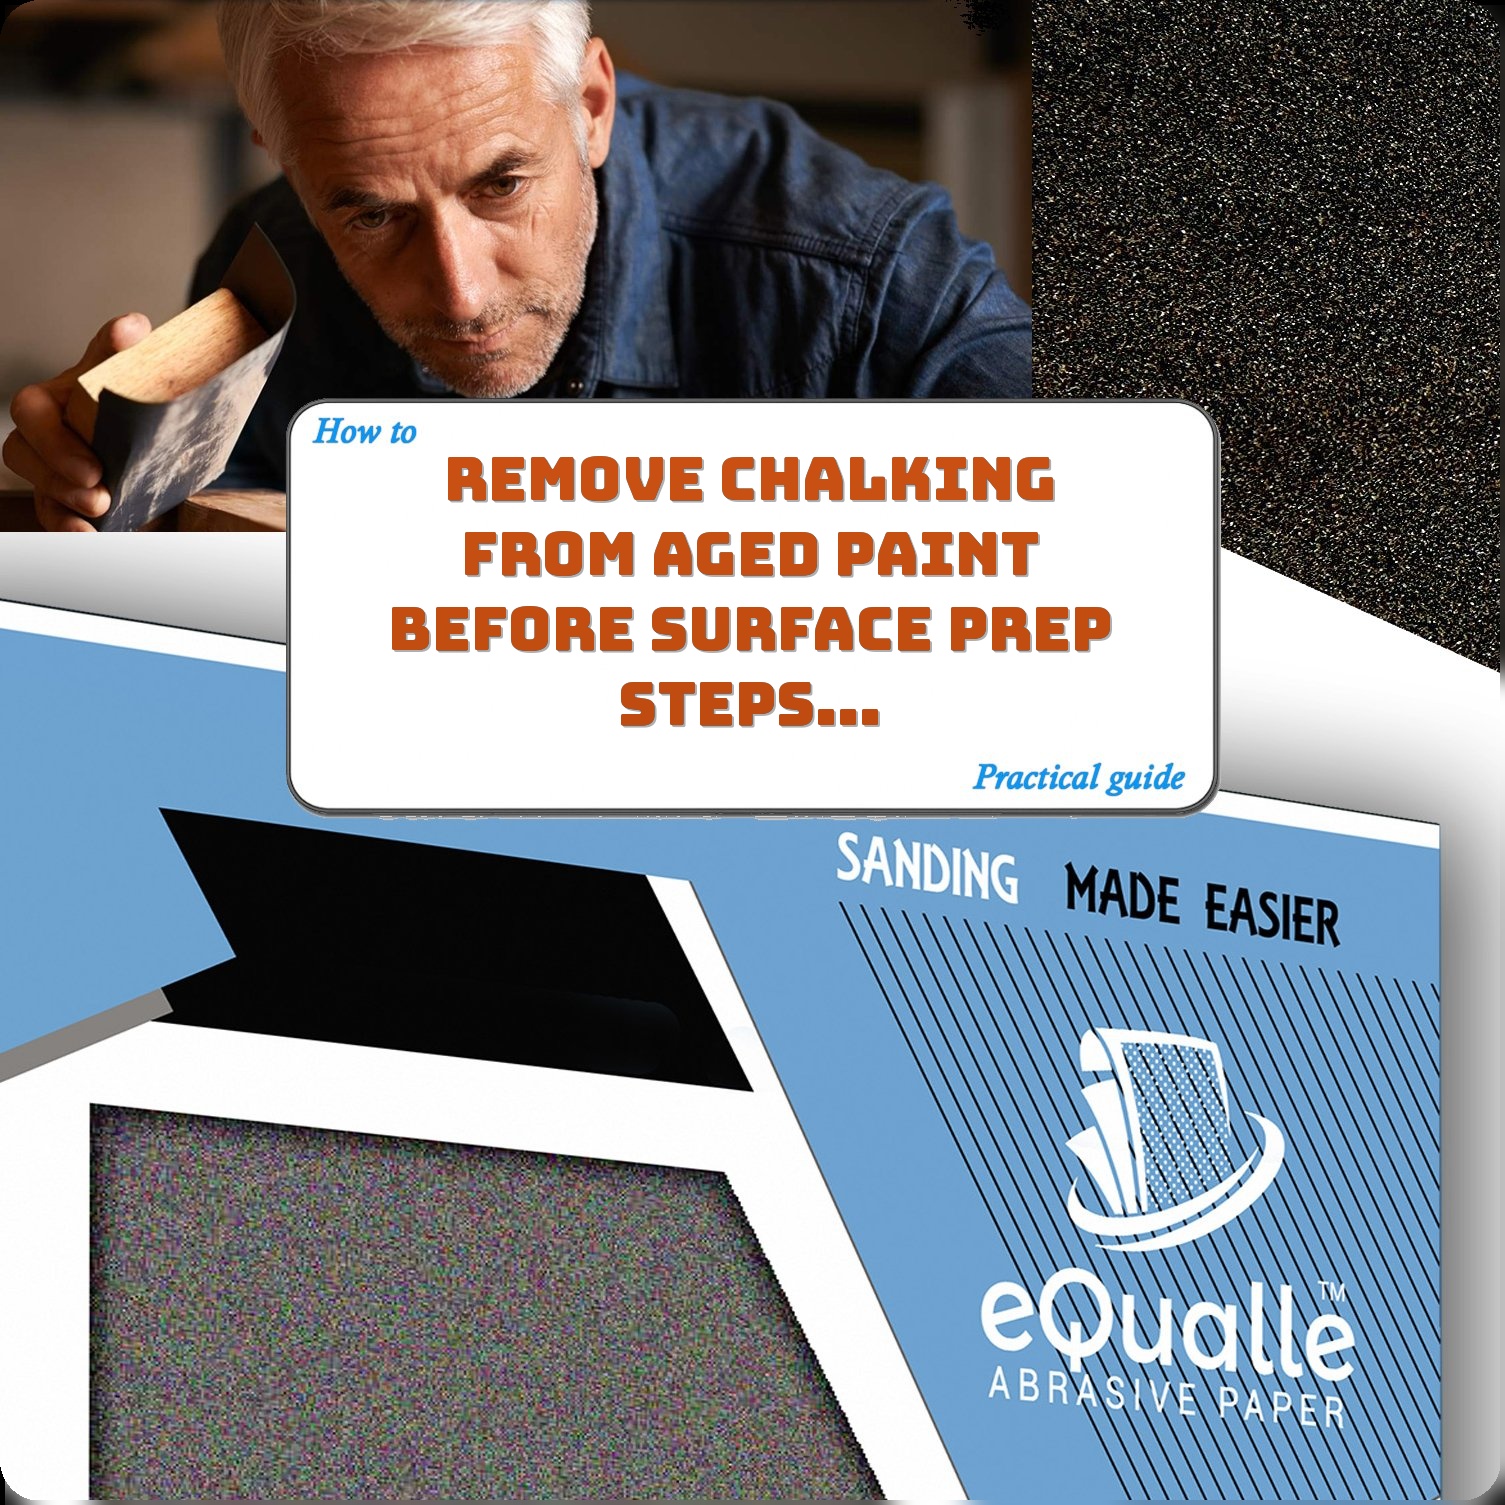 How to
REMOVE CHALKING
FROM AGED PAINT
BEFORE SURFACE PREP
STEPS...
Practical guide
SANDING MADE EASIER
eQualle™
ABRASIVE PAPER